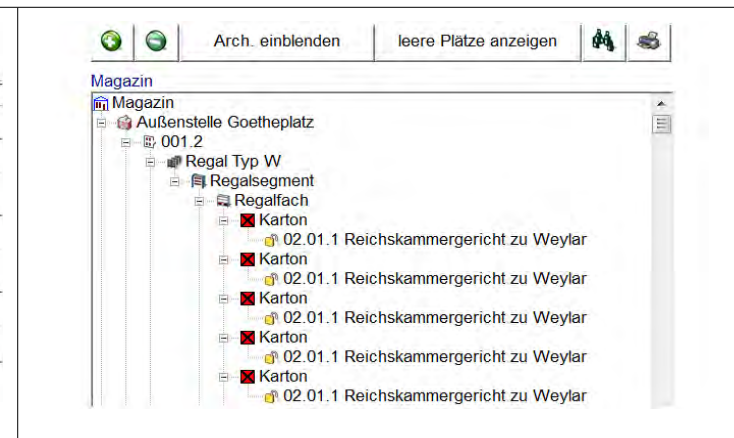 Arch. einblenden leere Plätze anzeigen
Magazin
Magazin
Außenstelle Goetheplatz
001.2
Regal Typ W
Regalsegment
Regalfach
Karton
02.01.1 Reichskammergericht zu Weylar
Karton
02.01.1 Reichskammergericht zu Weylar
Karton
02.01.1 Reichskammergericht zu Weylar
Karton
02.01.1 Reichskammergericht zu Weylar
Karton
02.01.1 Reichskammergericht zu Weylar